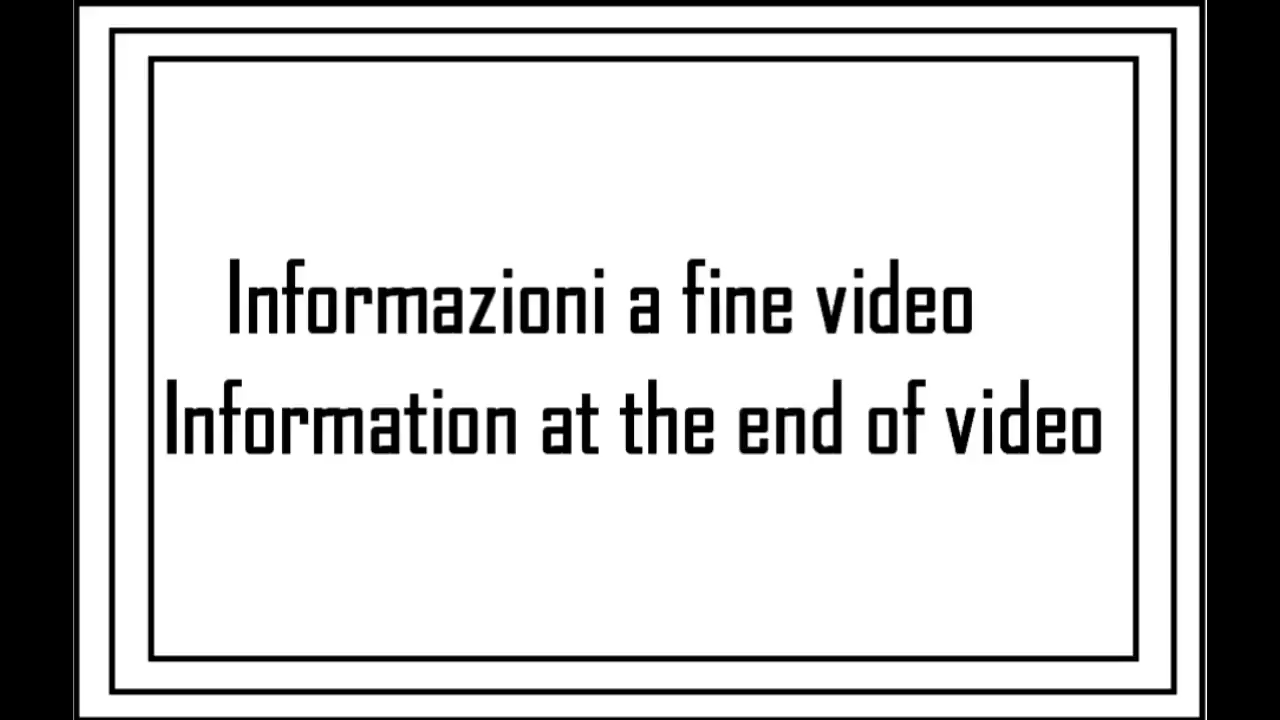 Informazioni a fine video
Information at the end of video